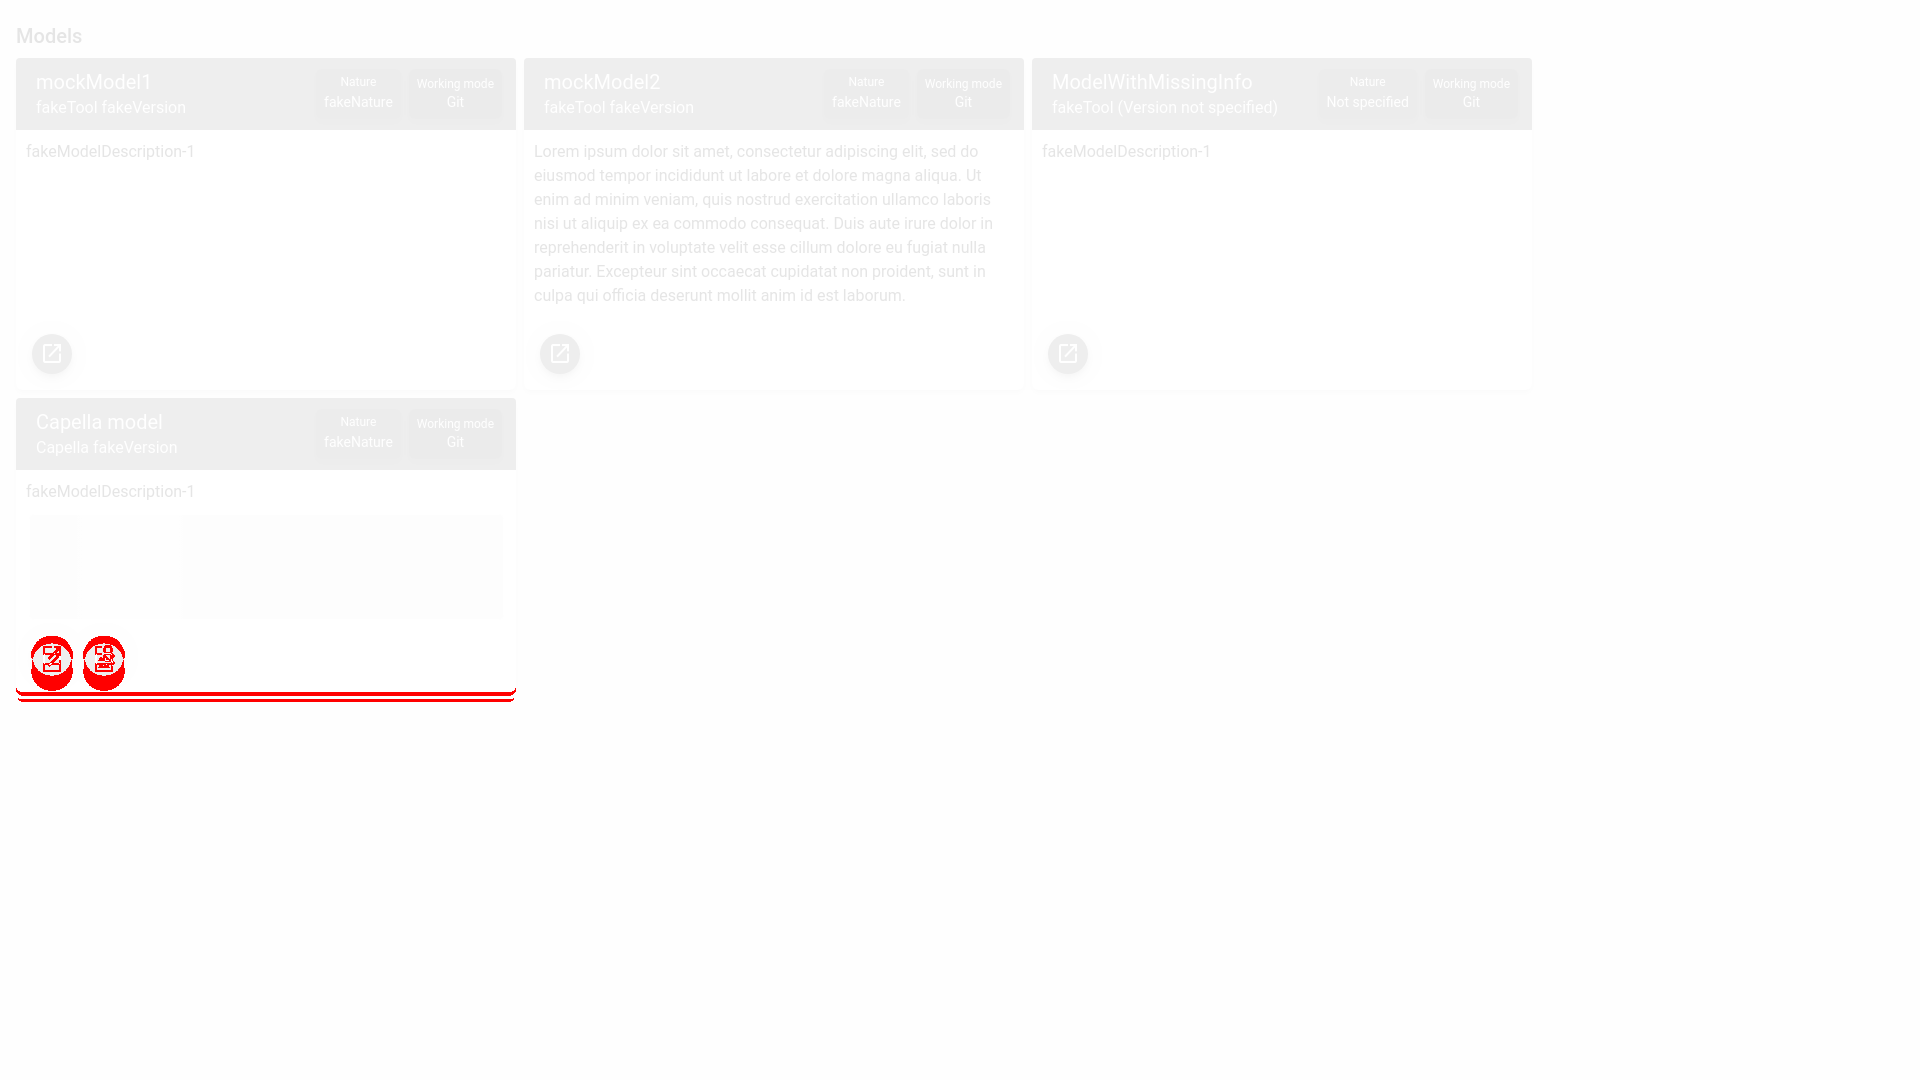 Models
mockModel1
fakeTool fakeVersion
Nature
fakeNature
Working mode
Git
fakeModelDescription-1
mockModel2
fakeTool fakeVersion
Nature
fakeNature
Working mode
Git
Lorem ipsum dolor sit amet, consectetur adipiscing elit, sed do
eiusmod tempor incididunt ut labore et dolore magna aliqua. Ut
enim ad minim veniam, quis nostrud exercitation ullamco laboris
nisi ut aliquip ex ea commodo consequat. Duis aute irure dolor in
reprehenderit in voluptate velit esse cillum dolore eu fugiat nulla
pariatur. Excepteur sint occaecat cupidatat non proident, sunt in
culpa qui officia deserunt mollit anim id est laborum.
ModelWithMissingInfo
fakeTool (Version not specified)
Nature
Not specified
Working mode
Git
fakeModelDescription-1
Capella model
Capella fakeVersion
Nature
fakeNature
Working mode
Git
fakeModelDescription-1